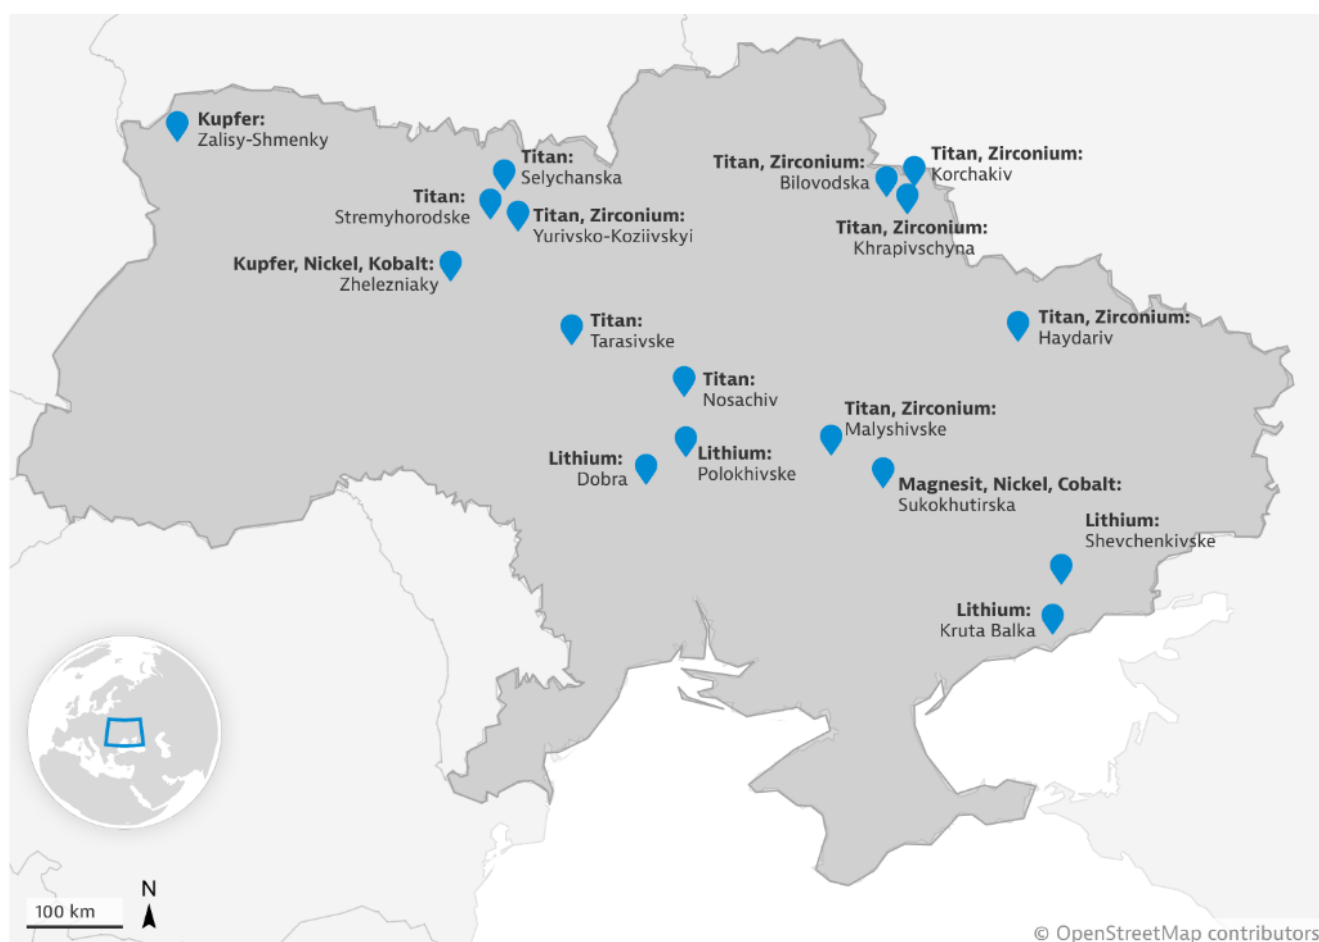 Kupfer:
Zalisy-Shmenky
Titan:
Selychanska
Titan:
Stremyhorodske
Titan, Zirconium:
Yurivsko-Koziivskyi
Kupfer, Nickel, Kobalt:
Zhelezniaky
Titan, Zirconium:
Bilovodska
Titan, Zirconium:
Korchakiv
Titan, Zirconium:
Khrapivschyna
Titan, Zirconium:
Haydariv
Titan:
Tarasivske
Titan:
Nosachiv
Titan, Zirconium:
Malyshivske
Lithium:
Dobra
Lithium:
Polokhivske
Magnesit, Nickel, Cobalt:
Sukokhutirska
Lithium:
Shevchenkivske
Lithium:
Kruta Balka
N
100 km
© OpenStreetMap contributors